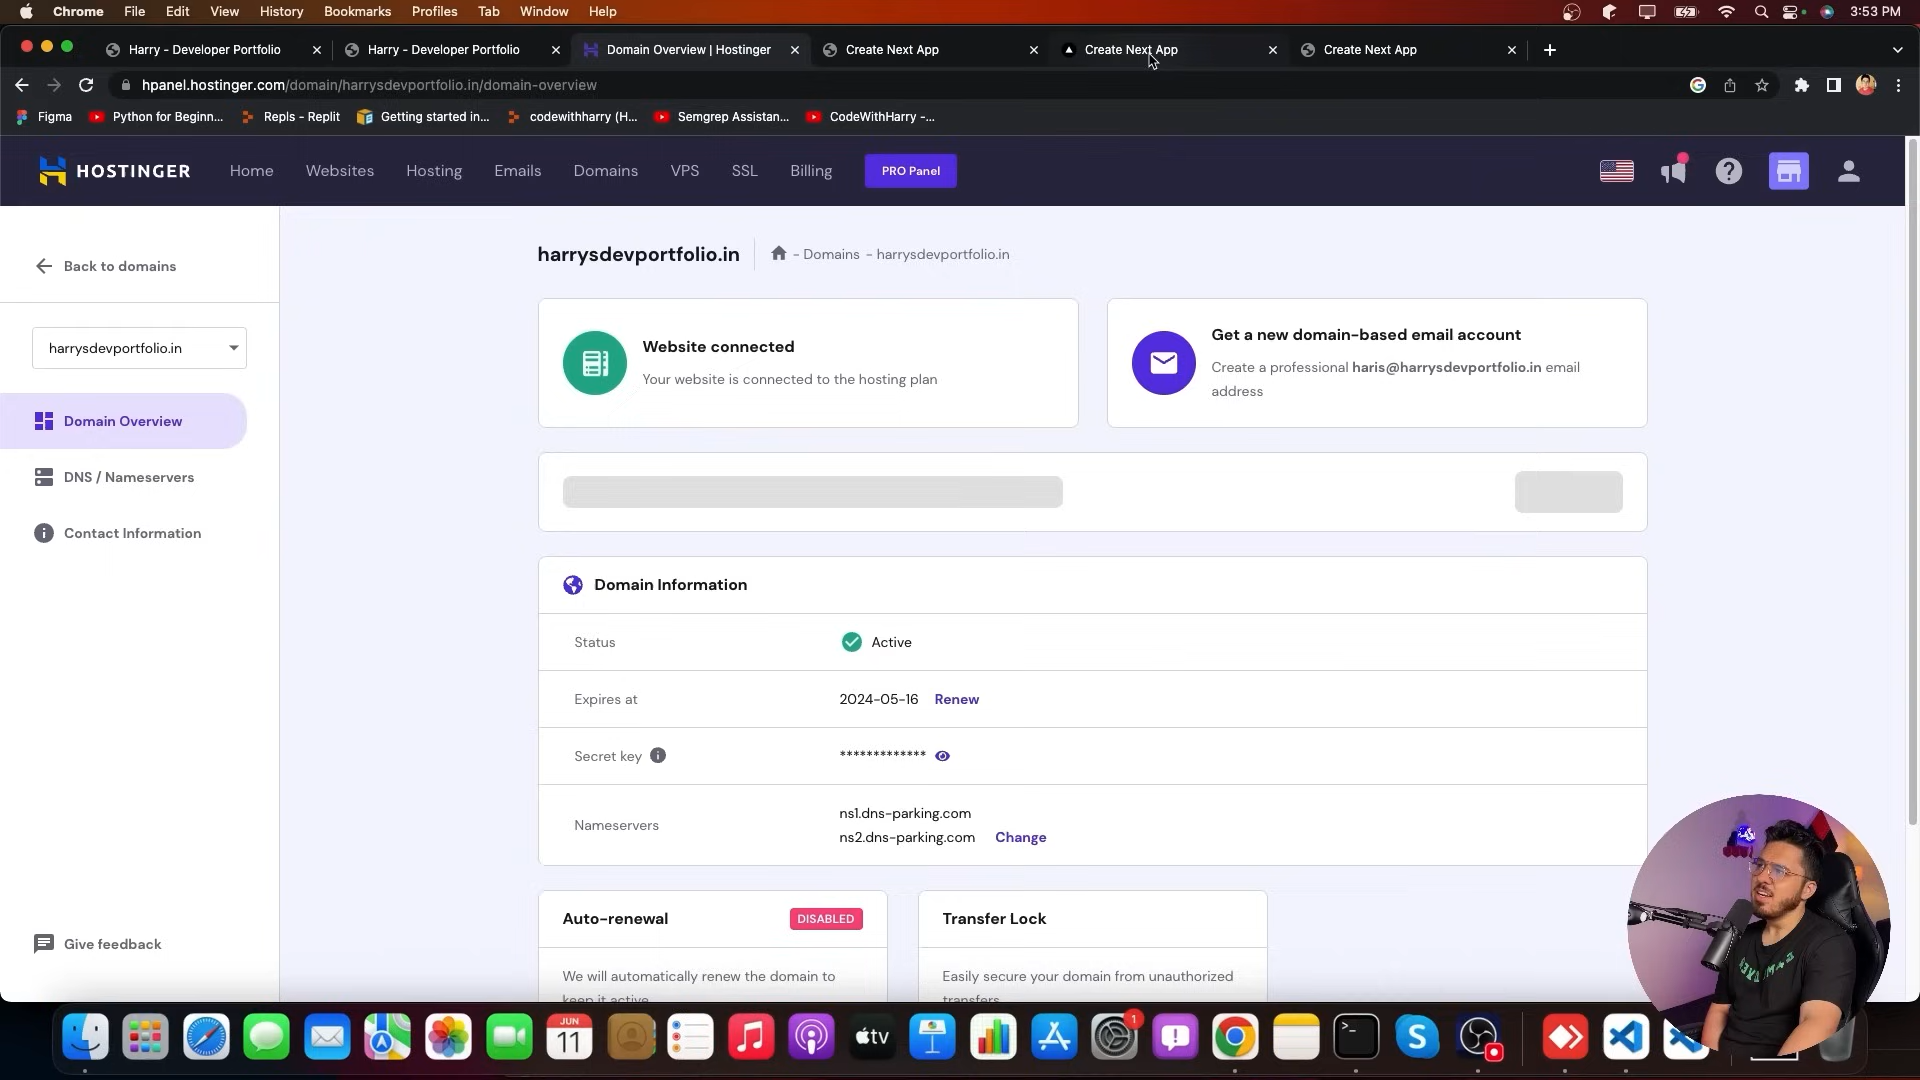 Chrome File Edit View History Bookmarks Profiles Tab Window Help 3:53 PM
Harry - Developer Portfolio
Harry - Developer Portfolio
Domain Overview | Hostinger
Create Next App
Create Next App
Create Next App
hpanel.hostinger.com/domain/harrysdevportfolio.in/domain-overview
Figma
Python for Beginn...
Repls - Replit
Getting started in...
codewithharry (H...
Semgrep Assistan...
CodeWithHarry -...
HOSTINGER
Home
Websites
Hosting
Emails
Domains
VPS
SSL
Billing
PRO Panel
Back to domains
harrysdevportfolio.in
Domain Overview
DNS / Nameservers
Contact Information
Give feedback
harrysdevportfolio.in
- Domains - harrysdevportfolio.in
Website connected
Your website is connected to the hosting plan
Get a new domain-based email account
Create a professional haris@harrysdevportfolio.in email
address
Domain Information
Status
Active
Expires at
2024-05-16 Renew
Secret key
*************
Nameservers
ns1.dns-parking.com
ns2.dns-parking.com Change
Auto-renewal
DISABLED
We will automatically renew the domain to
keep it active
Transfer Lock
Easily secure your domain from unauthorized
transfers
JUN
11
tv
1